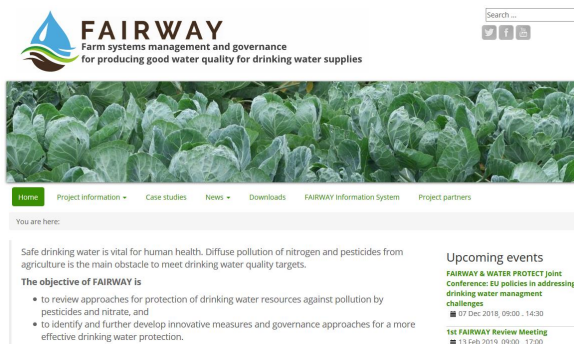 Search ...
FAIRWAY
Farm systems management and governance
for producing good water quality for drinking water supplies
Home Project information Case studies News Downloads FAIRWAY Information System Project partners
You are here:
Safe drinking water is vital for human health. Diffuse pollution of nitrogen and pesticides from
agriculture is the main obstacle to meet drinking water quality targets.
The objective of FAIRWAY is
• to review approaches for protection of drinking water resources against pollution by
pesticides and nitrate, and
• to identify and further develop innovative measures and governance approaches for a more
effective drinking water protection.
Upcoming events
FAIRWAY & WATER PROTECT Joint
Conference: EU policies in addressing
drinking water managment
challenges
07 Dec 2018, 09:00 . 14:30
1st FAIRWAY Review Meeting
13 Feb 2019, 09:00 . 17:00